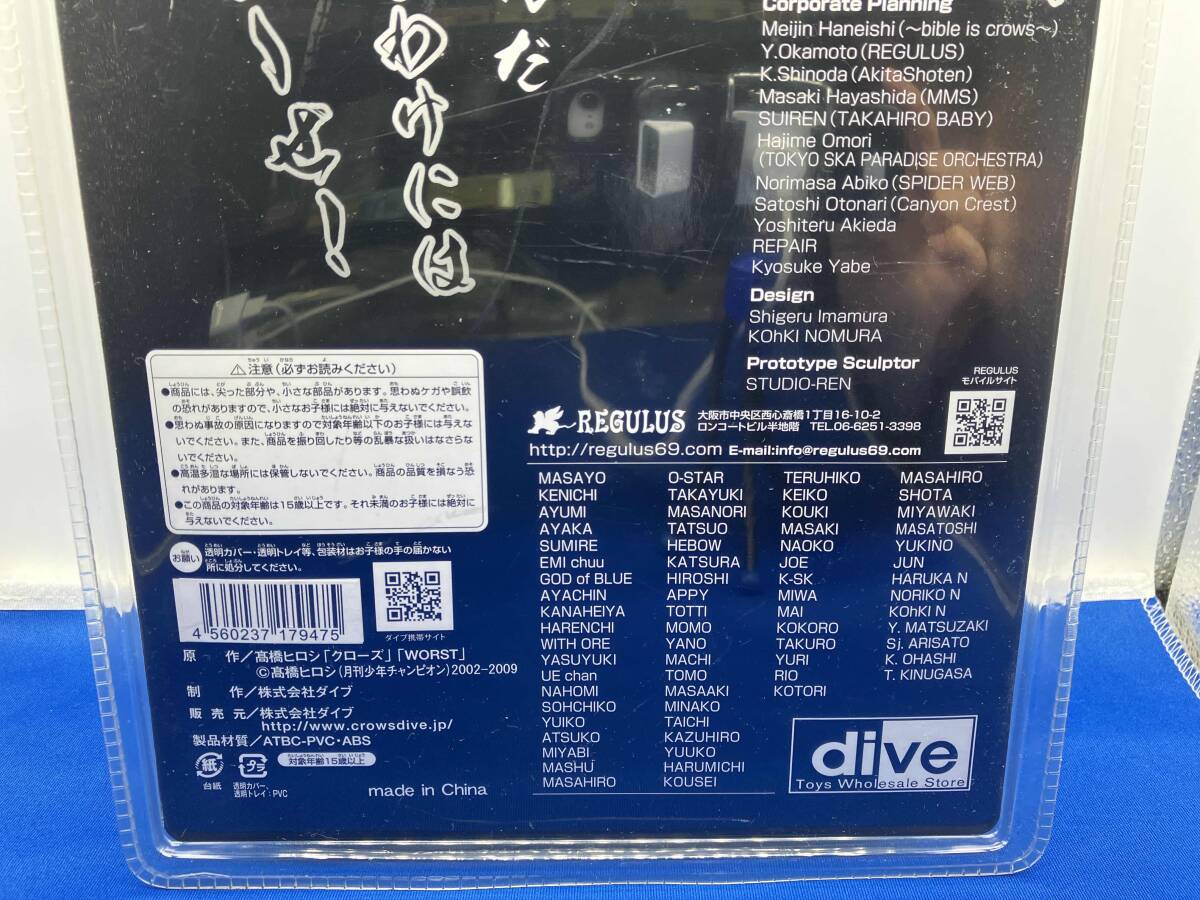 だ
わけには
Corporate Planning
Meijin Haneishi (～bible is crows～)
Y.Okamoto (REGULUS)
K.Shinoda (AkitaShoten)
Masaki Hayashida (MMS)
SUIREN (TAKAHIRO BABY)
Hajime Omori
(TOKYO SKA PARADISE ORCHESTRA)
Norimasa Abiko (SPIDER WEB)
Satoshi Otonari (Canyon Crest)
Yoshiteru Akieda
REPAIR
Kyosuke Yabe
Design
Shigeru Imamura
KOhKI NOMURA
Prototype Sculptor
STUDIO-REN
REGULUS
モバイルサイト
REGULUS
大阪市中央区西心斎橋1丁目16-10-2
ロンコートビル半地階 TEL.06-6251-3398
http://regulus69.com E-mail:info@regulus69.com
⚠注意(必ずお読みください)
●商品には、尖った部分や、小さな部品があります。思わぬケガや誤飲
の恐れがありますので、小さなお子様には絶対に与えないでください。
●思わぬ事故の原因になりますので対象年齢以下のお子様には与えな
いでください。また、商品を振り回したり等の乱暴な扱いはなさらな
いでください。
●高温多湿な場所には保管しないでください。商品の品質を損なう恐
れがあります。
●この商品の対象年齢は15歳以上です。それ未満のお子様には絶対に
与えないでください。
お願い 透明カバー・透明トレイ等、包装材はお子様の手の届かない
所に処分してください。
4 560237 179475
ダイブ携帯サイト
原 作/髙橋ヒロシ「クローズ」「WORST」
©髙橋ヒロシ(月刊少年チャンピオン)2002-2009
制 作/株式会社ダイブ
販 売 元/株式会社ダイブ
http://www.crowsdive.jp/
製品材質/ATBC-PVC・ABS
紙 プラ 対象年齢15歳以上
台紙 透明カバー、
透明トレイ:PVC
made in China
MASAYO O-STAR TERUHIKO MASAHIRO
KENICHI TAKAYUKI KEIKO SHOTA
AYUMI MASANORI KOUKI MIYAWAKI
AYAKA TATSUO MASAKI MASATOSHI
SUMIRE HEBOW NAOKO YUKINO
EMI chuu KATSURA JOE JUN
GOD of BLUE HIROSHI K-SK HARUKA N
AYACHIN APPY MIWA NORIKO N
KANAHEIYA TOTTI MAI KOhKI N
HARENCHI MOMO KOKORO Y. MATSUZAKI
WITH ORE YANO TAKURO Sj. ARISATO
YASUYUKI MACHI YURI K. OHASHI
UE chan TOMO RIO T. KINUGASA
NAHOMI MASAAKI KOTORI
SOHCHIKO MINAKO
YUIKO TAICHI
ATSUKO KAZUHIRO
MIYABI YUUKO
MASHU HARUMICHI
MASAHIRO KOUSEI
dive
Toys Wholesale Store